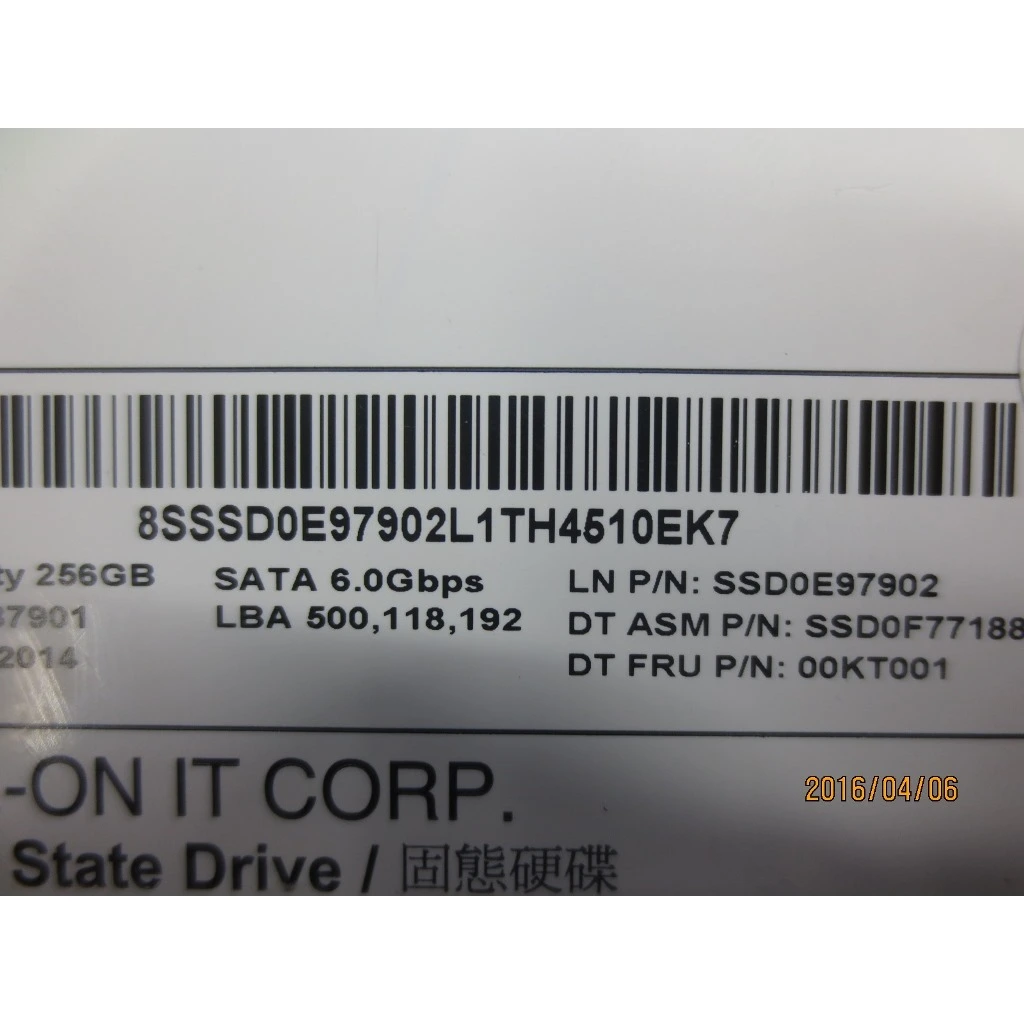 8SSSD0E97902L1TH4510EK7
ty 256GB SATA 6.0Gbps LN P/N: SSD0E97902
37901 LBA 500,118,192 DT ASM P/N: SSD0F77188
2014 DT FRU P/N: 00KT001
-ON IT CORP.
State Drive / 固態硬碟
2016/04/06